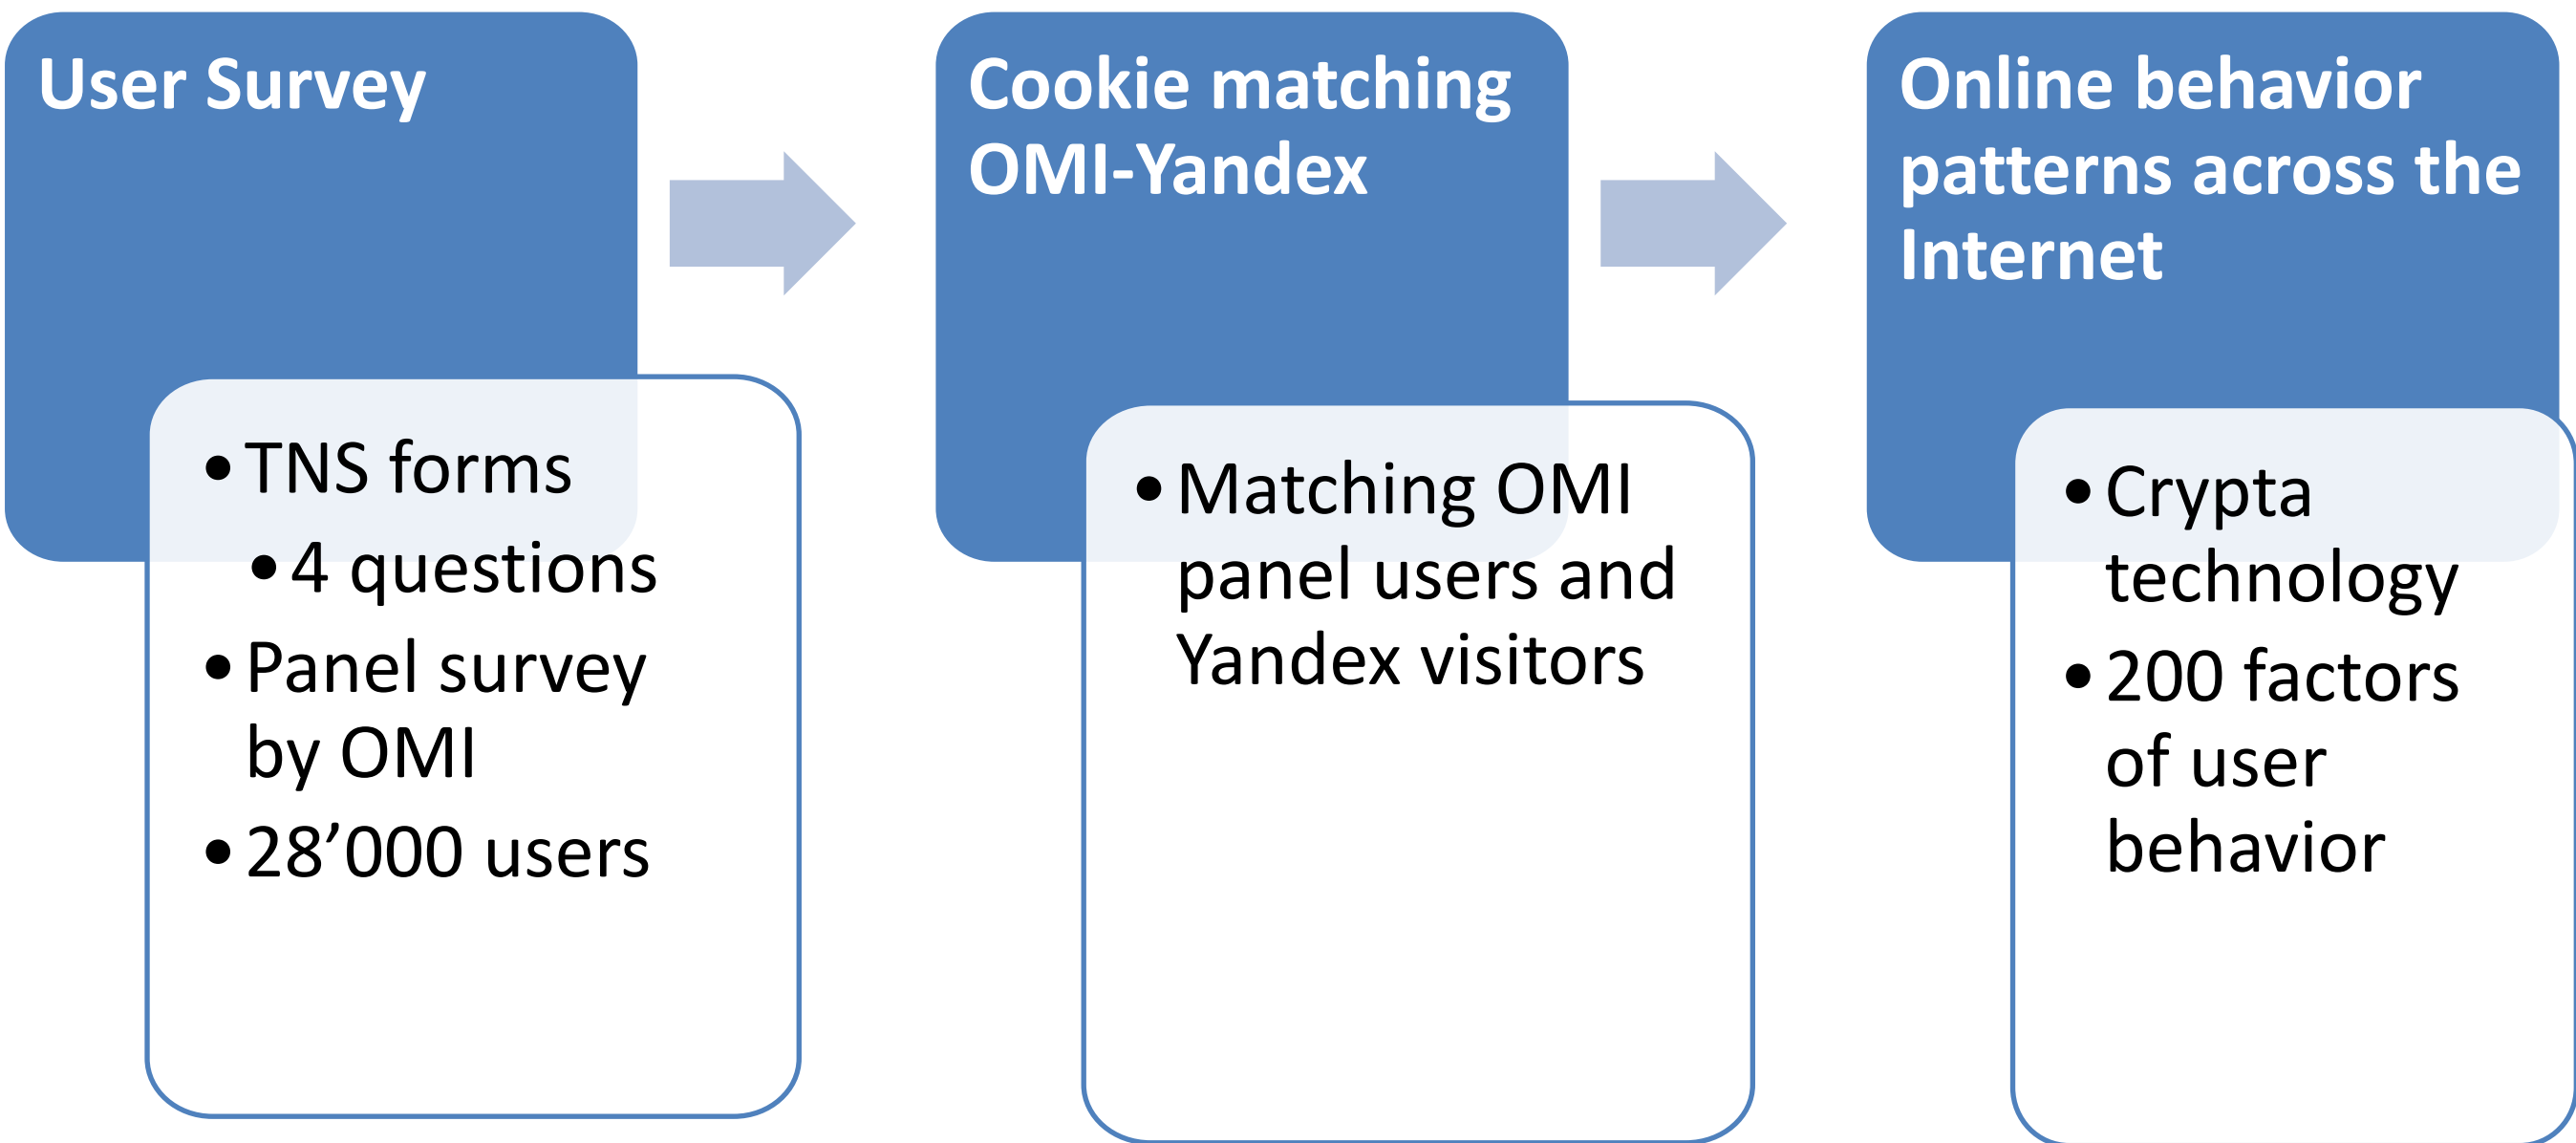 User Survey
• TNS forms
• 4 questions
• Panel survey
by OMI
• 28’000 users
Cookie matching
OMI-Yandex
• Matching OMI
panel users and
Yandex visitors
Online behavior
patterns across the
Internet
• Crypta
technology
• 200 factors
of user
behavior